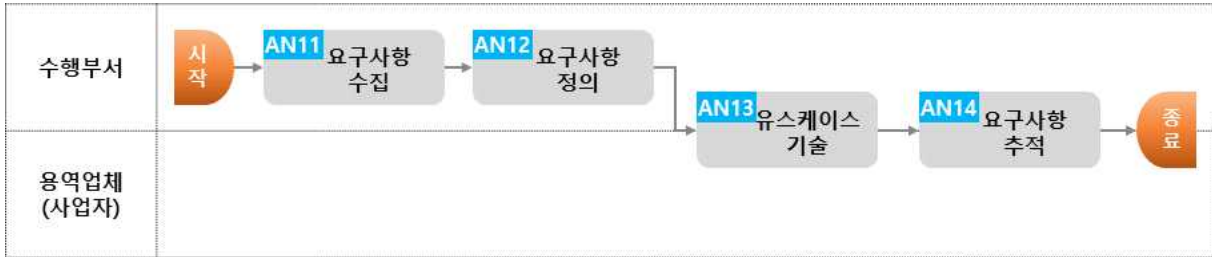 수행부서
시
작
AN11
요구사항
수집
AN12
요구사항
정의
AN13
유스케이스
기술
AN14
요구사항
추적
종
료
용역업체
(사업자)